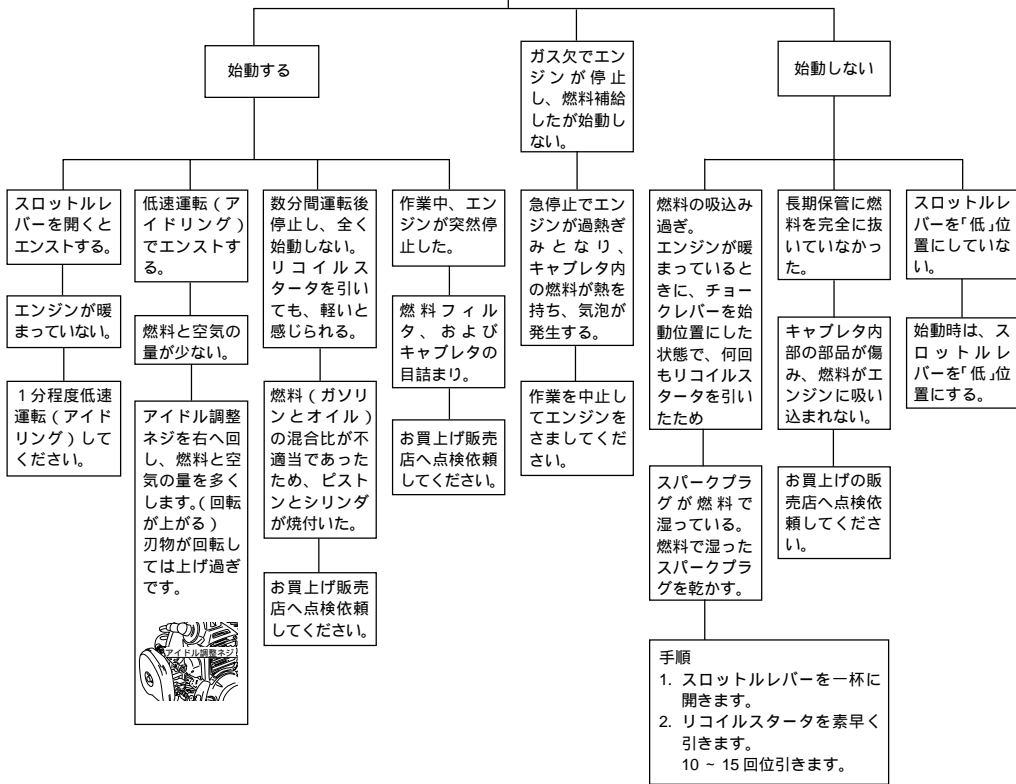 始動する
ガス欠でエン
ジンが停止
し、燃料補給
したが始動し
ない。
始動しない
スロットルレ
バーを開くと
エンストする。
エンジンが暖
まっていない。
1分程度低速
運転(アイド
リング)して
ください。
低速運転(ア
イドリング)
でエンストす
る。
燃料と空気の
量が少ない。
アイドル調整
ネジを右へ回
し、燃料と空
気の量を多く
します。(回転
が上がる)
刃物が回転し
ては上げ過ぎ
です。
アイドル調整ネジ
数分間運転後
停止し、全く
始動しない。
リコイルス
タータを引い
ても、軽いと
感じられる。
燃料(ガソリ
ンとオイル)
の混合比が不
適当であった
ため、ピスト
ンとシリンダ
が焼付いた。
お買上げ販売
店へ点検依頼
してください。
作業中、エン
ジンが突然停
止した。
燃料フィル
タ、および
キャブレタの
目詰まり。
お買上げ販売
店へ点検依頼
してください。
急停止でエ
ンジンが過熱ぎ
みとなり、
キャブレタ内
の燃料が熱を
持ち、気泡が
発生する。
作業を中止し
てエンジンを
さましてくだ
さい。
燃料の吸込み
過ぎ。
エンジンが暖
まっているとき
に、チョー
クレバーを始
動位置にした
状態で、何回
もリコイルス
タータを引い
たため
スパークプラ
グが燃料で
湿っている。
燃料で湿った
スパークプラ
グを乾かす。
手順
1. スロットルレバーを一杯に
開きます。
2. リコイルスタータを素早く
引きます。
10 ~ 15 回位引きます。
長期保管に燃
料を完全に抜
いていなかっ
た。
キャブレタ内
部の部品が傷
み、燃料がエ
ンジンに吸い
込まれない。
お買上げの販
売店へ点検依
頼してくださ
い。
スロットルレ
バーを「低」位
置にしていな
い。
始動時は、ス
ロットルレ
バーを「低」位
置にする。